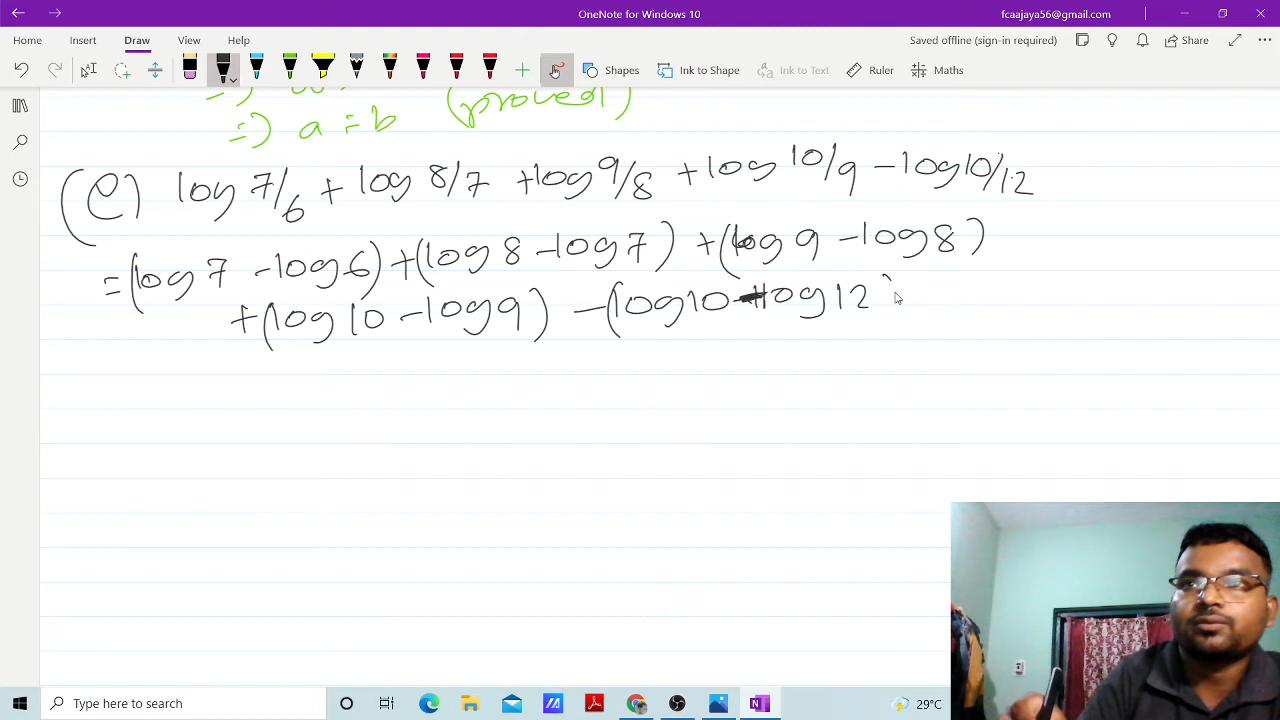 OneNote for Windows 10
fcaajaya56@gmail.com
Home Insert Draw View Help
Saved offline (sign-in required)
Share
Shapes
Ink to Shape
Ink to Text
Ruler
Maths
=) a = b (proved)
(e) log 7/6 + log 8/7 + log 9/8 + log 10/9 - log 10/12
= (log 7 - log 6) + (log 8 - log 7) + (log 9 - log 8)
+ (log 10 - log 9) - (log 10 - log 12
Type here to search
29°C